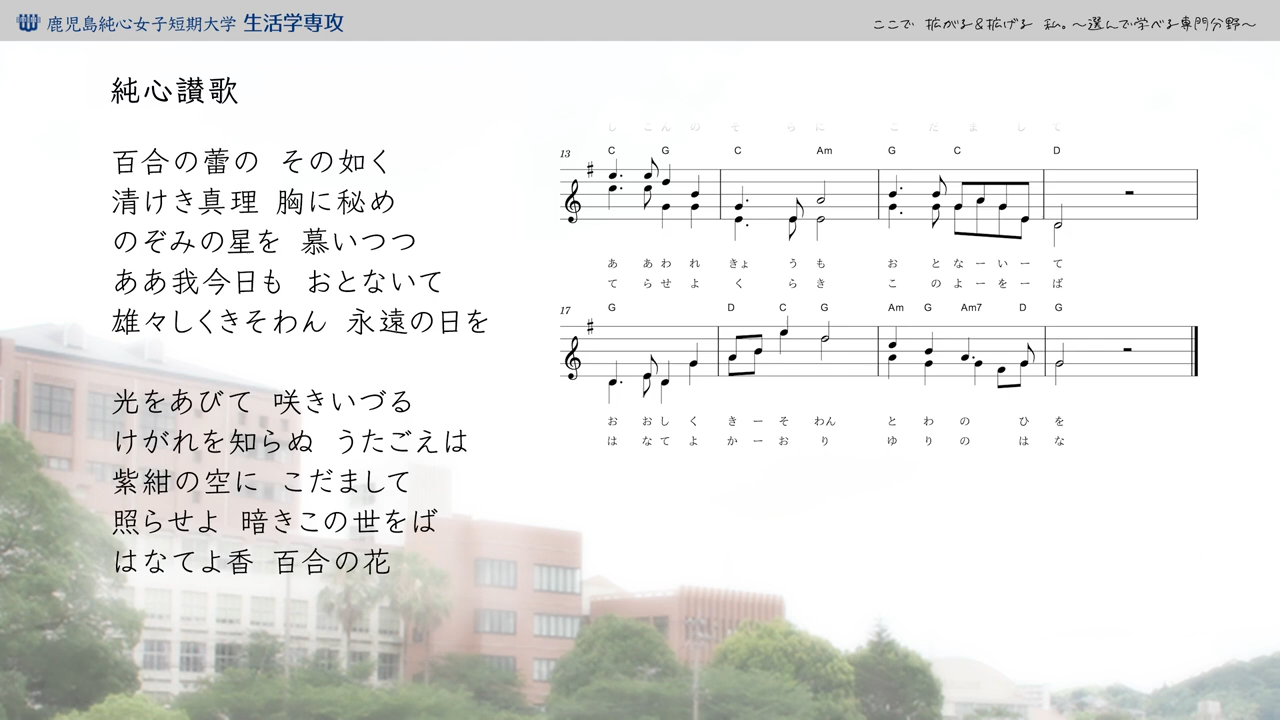 鹿児島純心女子短期大学 生活学専攻
ここで 拡がる&拡げる 私。〜選んで学べる専門分野〜
純心讃歌
百合の蕾の その如く
清けき真理 胸に秘め
のぞみの星を 慕いつつ
ああ我今日も おとないて
雄々しくきそわん 永遠の日を
光をあびて 咲きいづる
けがれを知らぬ うたごえは
紫紺の空に こだまして
照らせよ 暗きこの世をば
はなてよ香 百合の花
しこんの そらに こだまして
13 C G C Am G C D
ああわれ きょうも おとなーいーて
てらせよ くらき このよーをーば
17 G D C G Am G Am7 D G
おおしく きーそわん とわのひを
はなてよ かーおり ゆりのはな